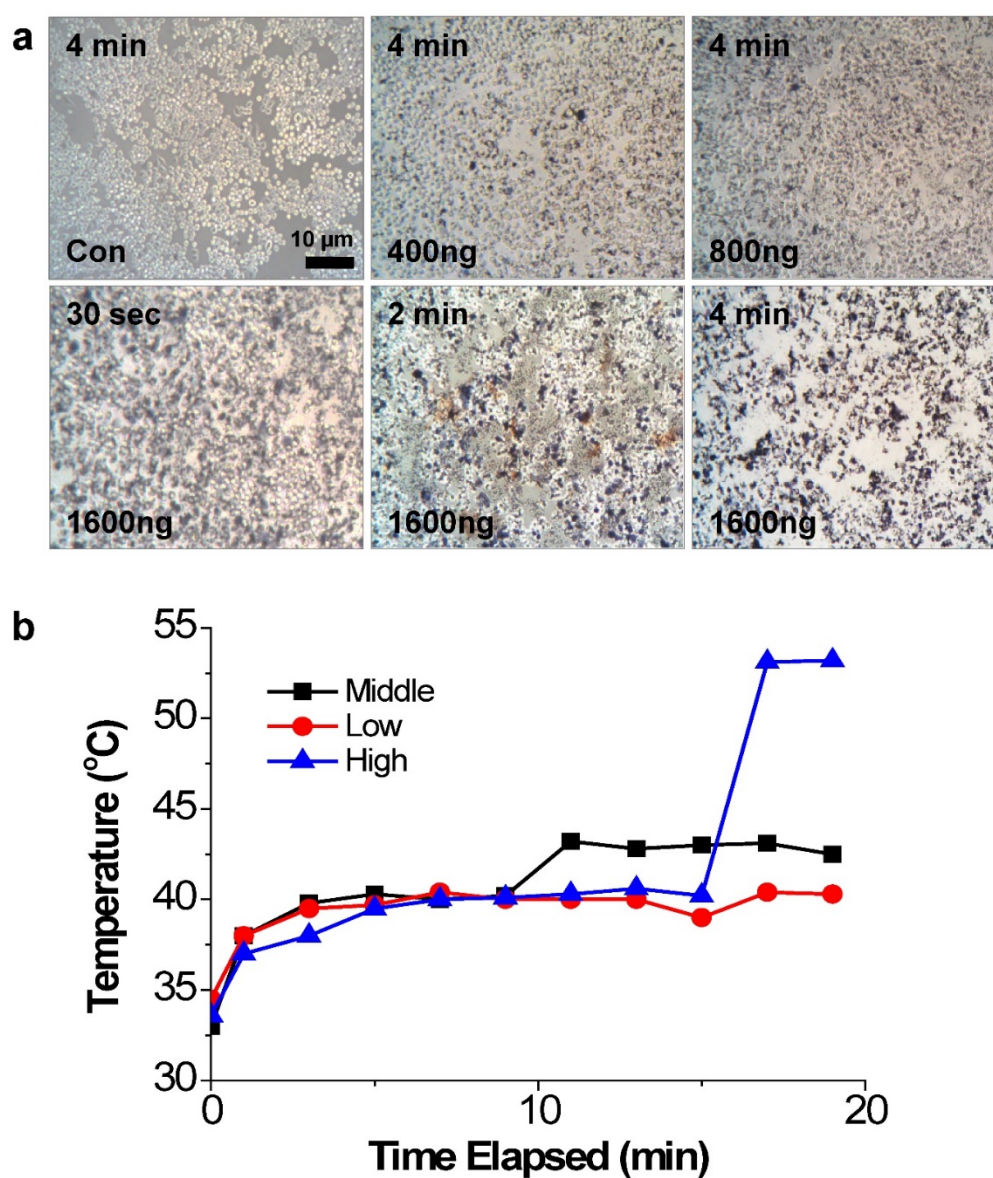 a
4 min
Con
10 µm
4 min
400ng
4 min
800ng
30 sec
1600ng
2 min
1600ng
4 min
1600ng
b
Temperature (°C)
55
50
45
40
35
30
Middle
Low
High
0
10
20
Time Elapsed (min)